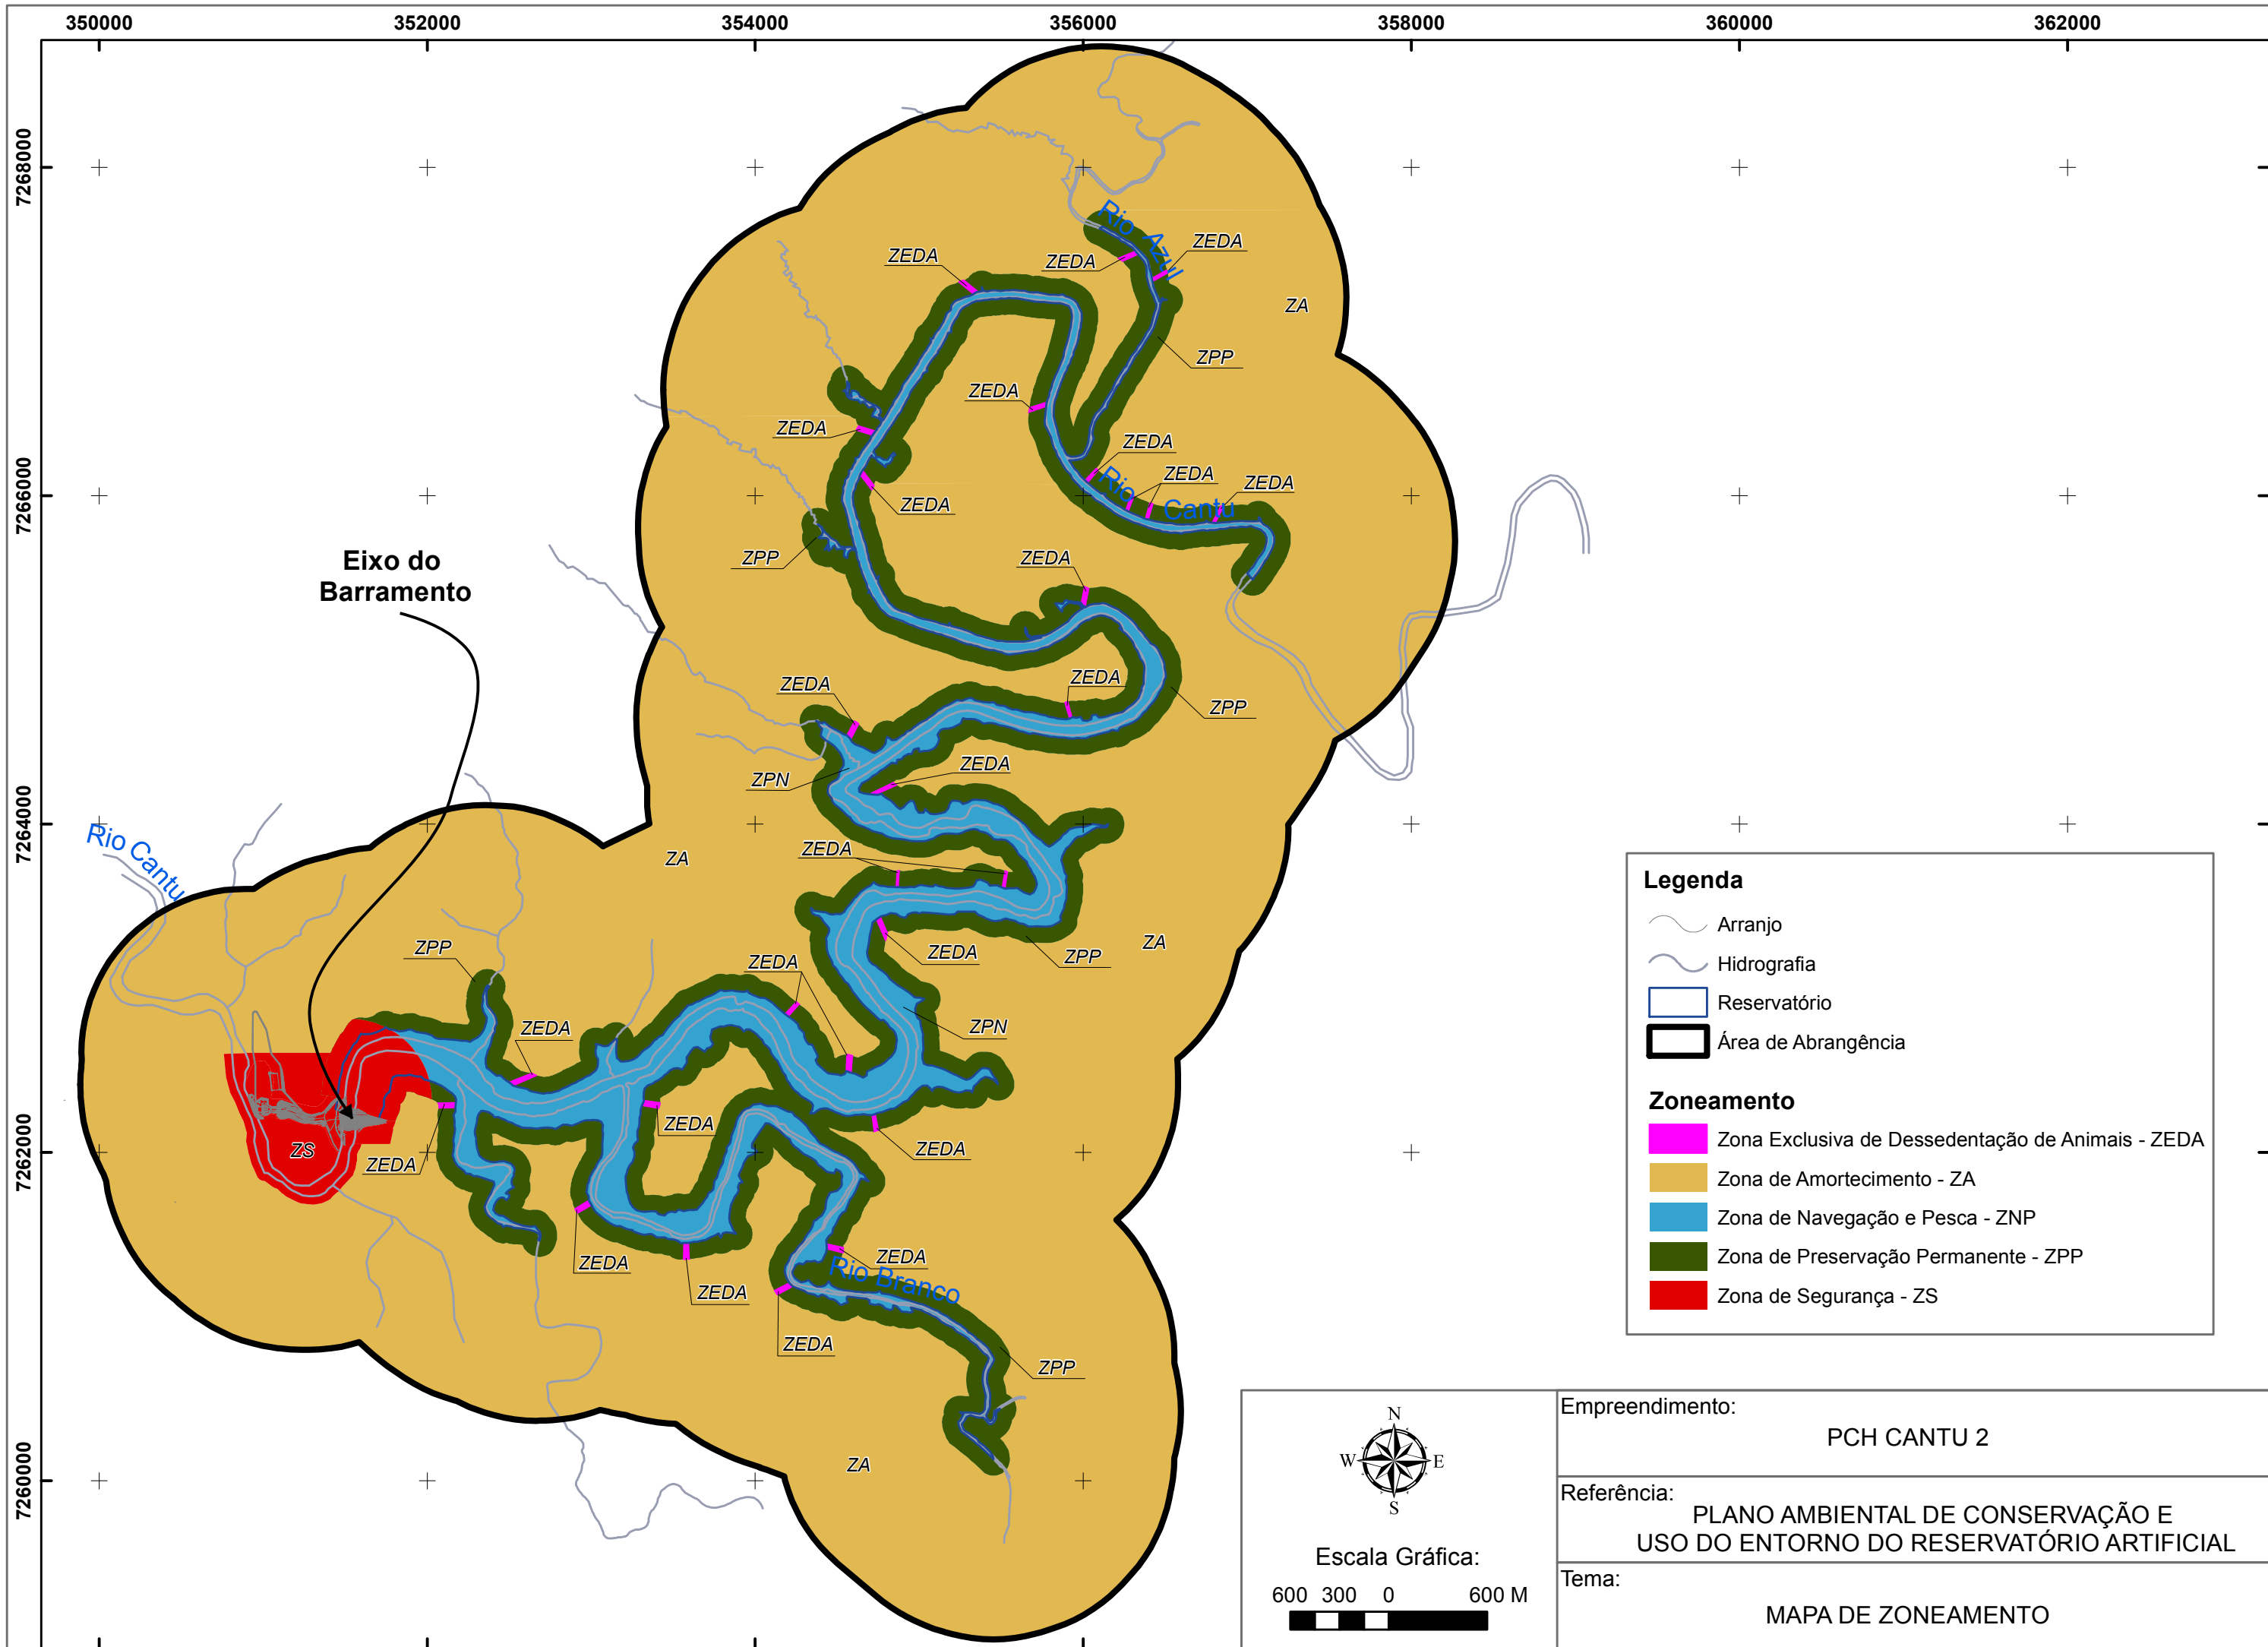 350000
352000
354000
356000
358000
360000
362000
7268000
7266000
7264000
7262000
7260000
Rio Azul
ZEDA
ZEDA
ZEDA
ZA
ZPP
ZEDA
ZEDA
ZEDA
ZEDA
ZEDA
ZEDA
Rio Cantu
ZPP
Eixo do
Barramento
ZEDA
ZEDA
ZEDA
ZPP
ZPN
ZEDA
Rio Cantu
ZA
ZEDA
ZPP
ZEDA
ZPP
ZA
ZEDA
ZPN
ZEDA
ZEDA
ZEDA
ZS
ZEDA
ZEDA
ZEDA
ZEDA
Rio Branco
ZEDA
ZPP
ZA
Legenda
Arranjo
Hidrografia
Reservatório
Área de Abrangência
Zoneamento
Zona Exclusiva de Dessedentação de Animais - ZEDA
Zona de Amortecimento - ZA
Zona de Navegação e Pesca - ZNP
Zona de Preservação Permanente - ZPP
Zona de Segurança - ZS
N
W E
S
Escala Gráfica:
600 300 0 600 M
Empreendimento:
PCH CANTU 2
Referência:
PLANO AMBIENTAL DE CONSERVAÇÃO E
USO DO ENTORNO DO RESERVATÓRIO ARTIFICIAL
Tema:
MAPA DE ZONEAMENTO